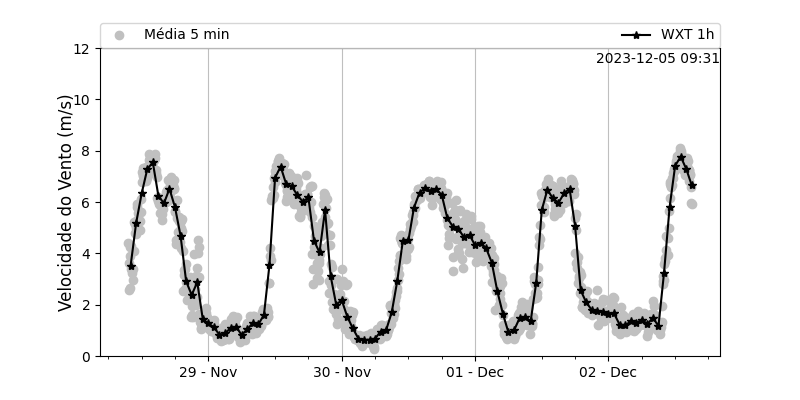 Média 5 min
WXT 1h
2023-12-05 09:31
Velocidade do Vento (m/s)
12
10
8
6
4
2
0
29 - Nov
30 - Nov
01 - Dec
02 - Dec